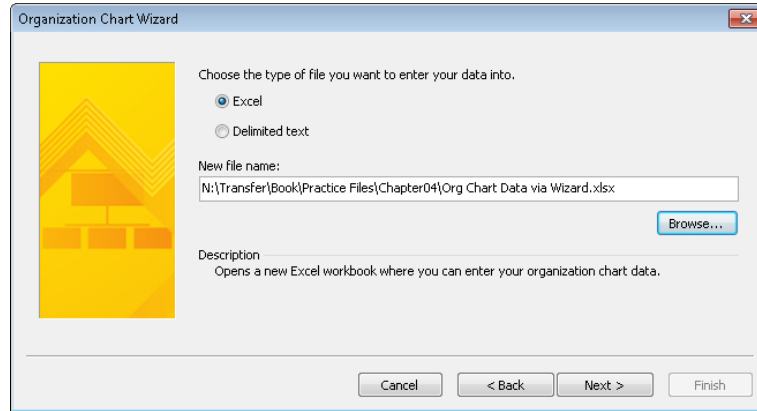 Organization Chart Wizard
Choose the type of file you want to enter your data into.
Excel
Delimited text
New file name:
N:\Transfer\Book\Practice Files\Chapter04\Org Chart Data via Wizard.xlsx
Browse...
Description
Opens a new Excel workbook where you can enter your organization chart data.
Cancel < Back Next > Finish